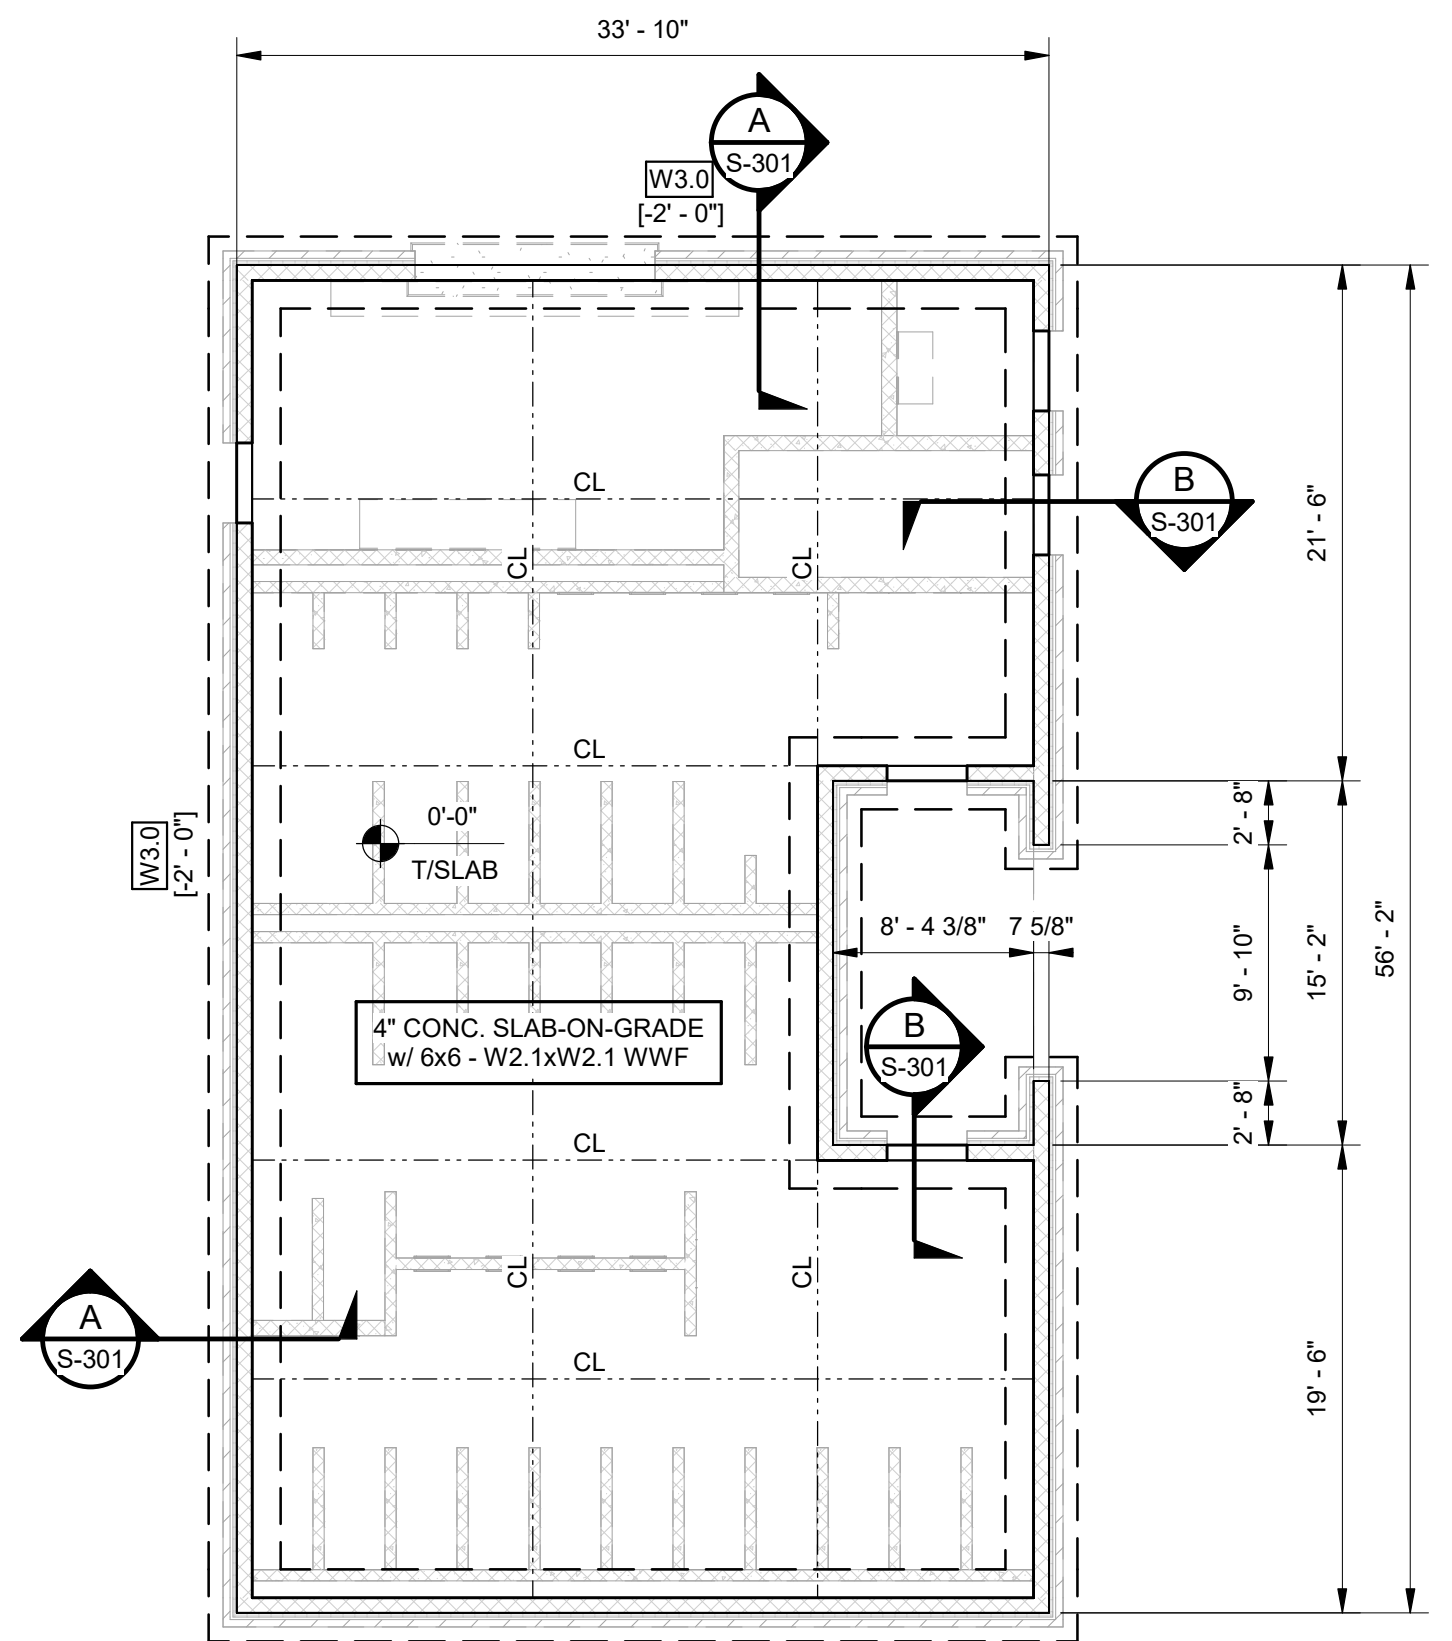 33' - 10"
A
S-301
W3.0
[-2' - 0"]
CL
B
S-301
CL
CL
21' - 6"
CL
2' - 8"
0'-0"
T/SLAB
W3.0
[-2' - 0"]
8' - 4 3/8"
7 5/8"
9' - 10"
15' - 2"
56' - 2"
4" CONC. SLAB-ON-GRADE
w/ 6x6 - W2.1xW2.1 WWF
B
S-301
2' - 8"
CL
CL
CL
A
S-301
CL
19' - 6"